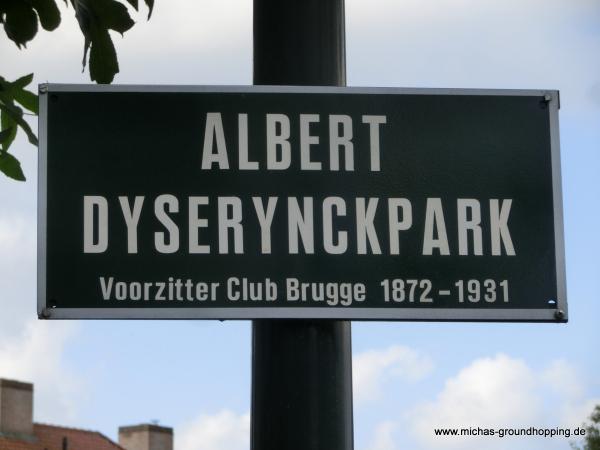 ALBERT
DYSERYNCKPARK
Voorzitter Club Brugge 1872-1931
www.michas-groundhopping.de